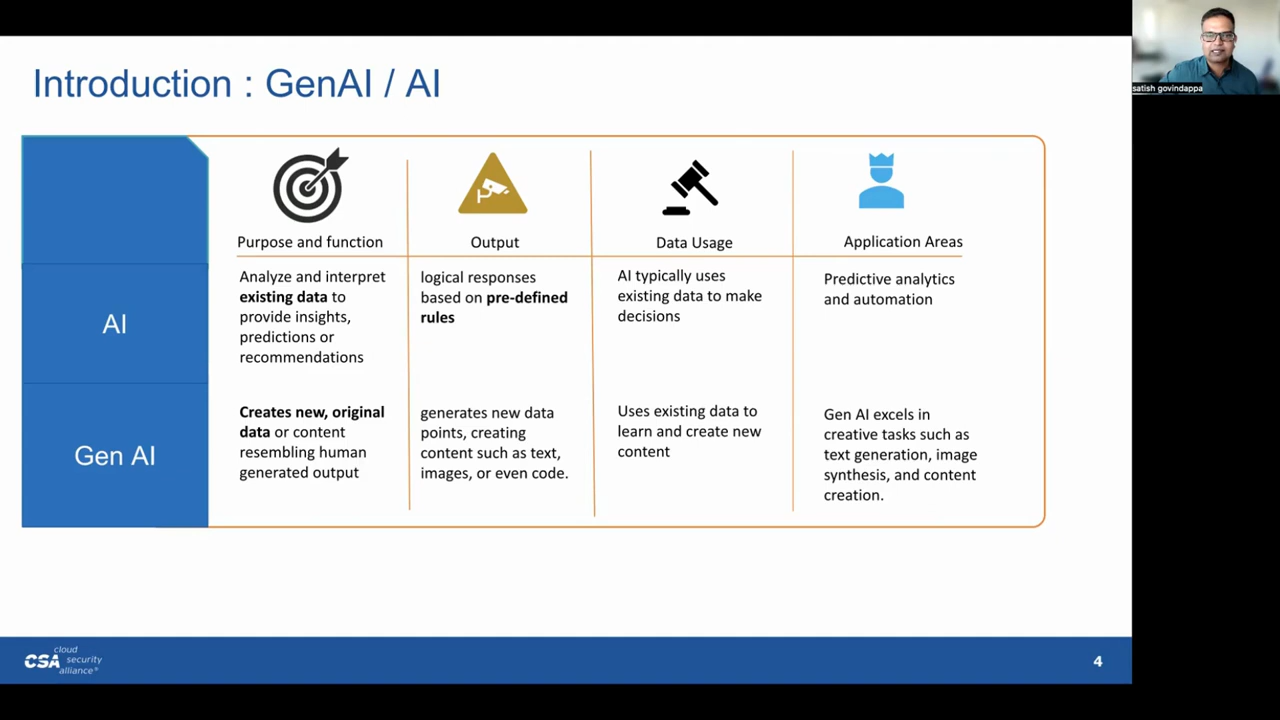 Introduction : GenAI / AI
satish govindappa
Purpose and function
Output
Data Usage
Application Areas
AI
Analyze and interpret
existing data to
provide insights,
predictions or
recommendations
logical responses
based on pre-defined
rules
AI typically uses
existing data to make
decisions
Predictive analytics
and automation
Gen AI
Creates new, original
data or content
resembling human
generated output
generates new data
points, creating
content such as text,
images, or even code.
Uses existing data to
learn and create new
content
Gen AI excels in
creative tasks such as
text generation, image
synthesis, and content
creation.
CSA cloud
security
alliance®
4